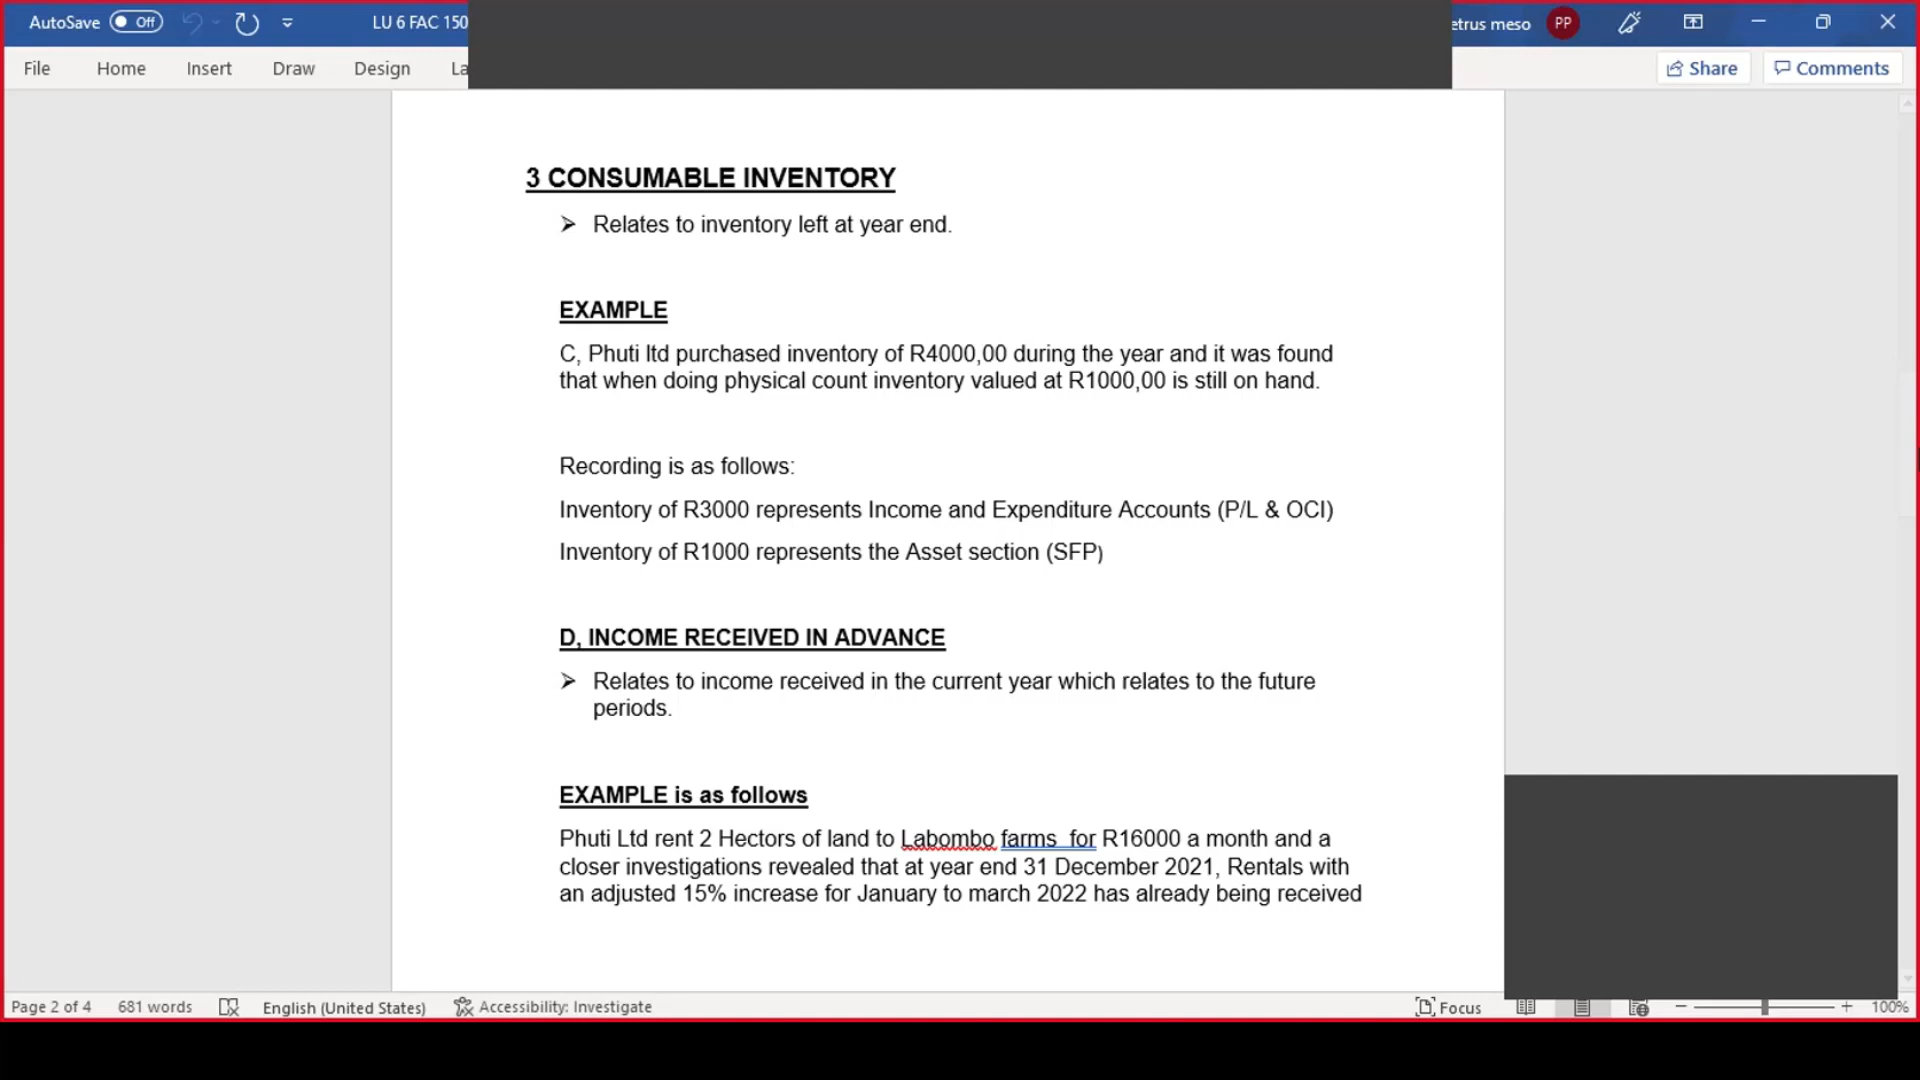 AutoSave Off LU 6 FAC 150 etrus meso PP
File Home Insert Draw Design La Share Comments
3 CONSUMABLE INVENTORY
➢ Relates to inventory left at year end.
EXAMPLE
C, Phuti ltd purchased inventory of R4000,00 during the year and it was found
that when doing physical count inventory valued at R1000,00 is still on hand.
Recording is as follows:
Inventory of R3000 represents Income and Expenditure Accounts (P/L & OCI)
Inventory of R1000 represents the Asset section (SFP)
D, INCOME RECEIVED IN ADVANCE
➢ Relates to income received in the current year which relates to the future
periods.
EXAMPLE is as follows
Phuti Ltd rent 2 Hectors of land to Labombo farms for R16000 a month and a
closer investigations revealed that at year end 31 December 2021, Rentals with
an adjusted 15% increase for January to march 2022 has already being received
Page 2 of 4 681 words English (United States) Accessibility: Investigate Focus 100%